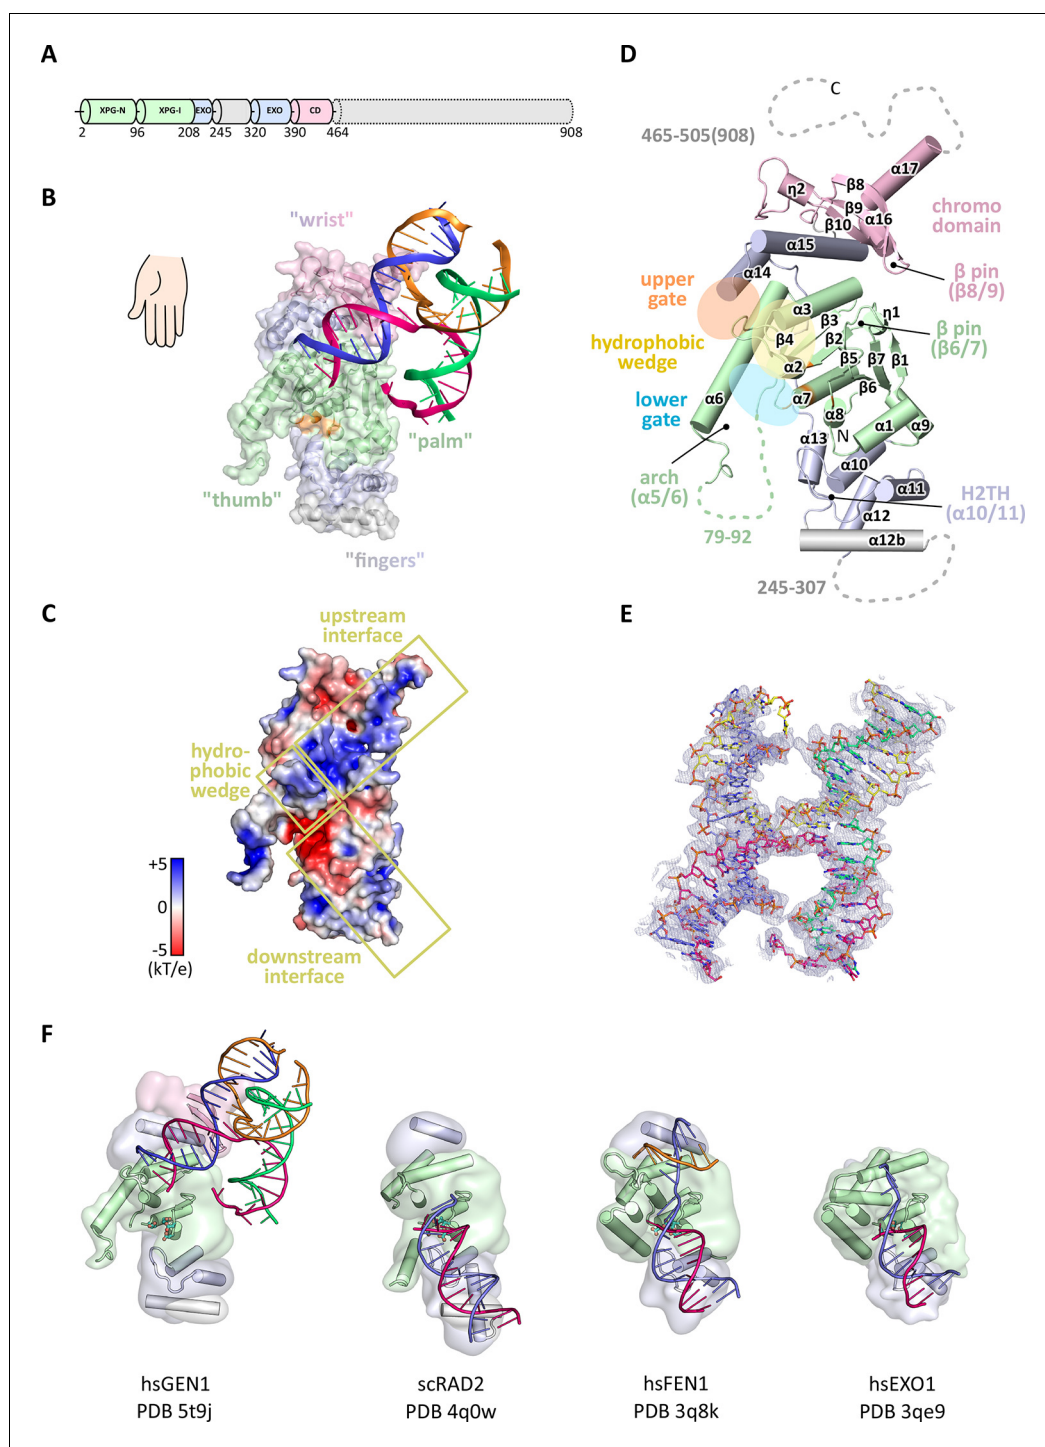 A
XPG-N XPG-I EXO EXO CD
2 96 208 245 320 390 464 908
B
"wrist"
"palm"
"thumb"
"fingers"
C
upstream
interface
hydro-
phobic
wedge
+5
0
-5
(kT/e)
downstream
interface
D
C
465-505(908)
α17
η2
β8
β9
α16
β10
chromo
domain
α15
α14
β pin
(β8/9)
upper
gate
α3
η1
β3
β4
β2
β pin
(β6/7)
hydrophobic
wedge
α2
β5
β7
β1
α6
α7
β6
lower
gate
α8
α1
α9
N
α13
α10
arch
(α5/6)
α11
H2TH
(α10/11)
α12
79-92
α12b
245-307
E
F
hsGEN1
PDB 5t9j
scRAD2
PDB 4q0w
hsFEN1
PDB 3q8k
hsEXO1
PDB 3qe9